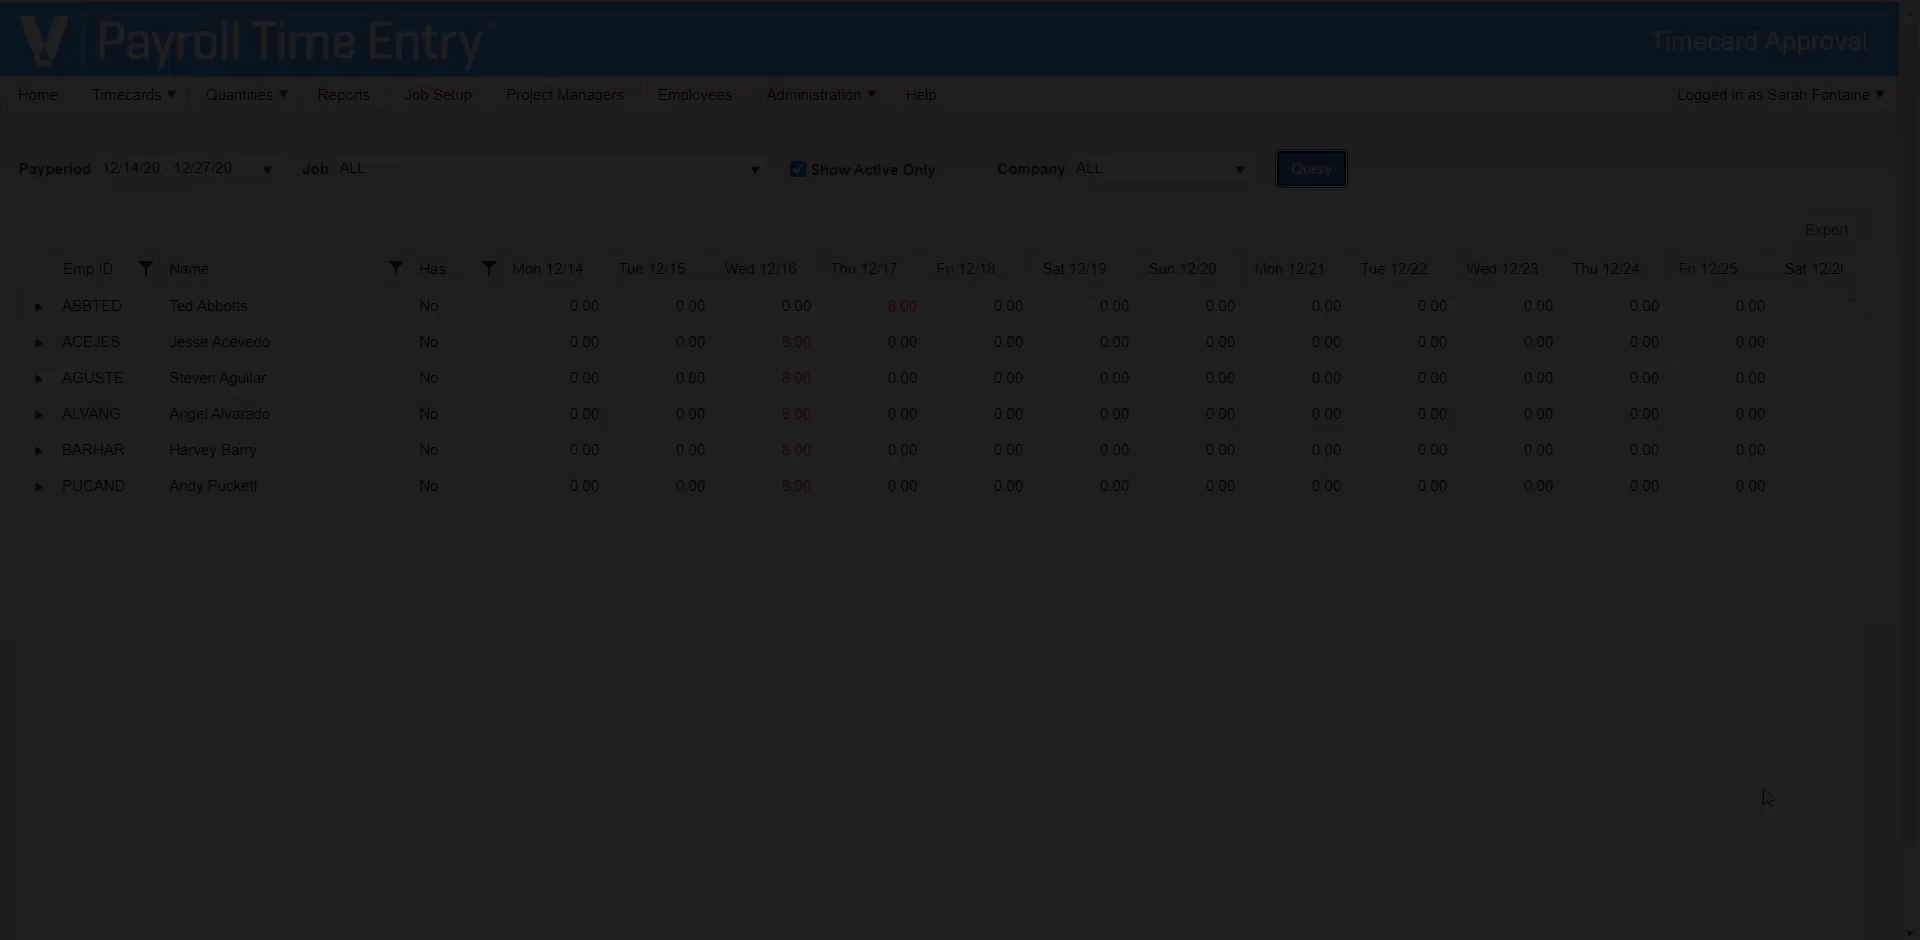 Payroll Time Entry Timecard Approval
Home Timecards Quantities Reports Job Setup Project Managers Employees Administration Help Logged in as Sarah Fontaine
Payperiod 12/14/20 - 12/27/20 Job ALL Show Active Only Company ALL Query
Export
Emp ID Name Has... Mon 12/14 Tue 12/15 Wed 12/16 Thu 12/17 Fri 12/18 Sat 12/19 Sun 12/20 Mon 12/21 Tue 12/22 Wed 12/23 Thu 12/24 Fri 12/25 Sat 12/26
ABBTED Ted Abbotts No 0.00 0.00 0.00 8.00 0.00 0.00 0.00 0.00 0.00 0.00 0.00 0.00
ACEJES Jesse Acevedo No 0.00 0.00 8.00 0.00 0.00 0.00 0.00 0.00 0.00 0.00 0.00 0.00
AGUSTE Steven Aguilar No 0.00 0.00 8.00 0.00 0.00 0.00 0.00 0.00 0.00 0.00 0.00 0.00
ALVANG Angel Alvarado No 0.00 0.00 8.00 0.00 0.00 0.00 0.00 0.00 0.00 0.00 0.00 0.00
BARHAR Harvey Barry No 0.00 0.00 8.00 0.00 0.00 0.00 0.00 0.00 0.00 0.00 0.00 0.00
PUCAND Andy Puckett No 0.00 0.00 8.00 0.00 0.00 0.00 0.00 0.00 0.00 0.00 0.00 0.00